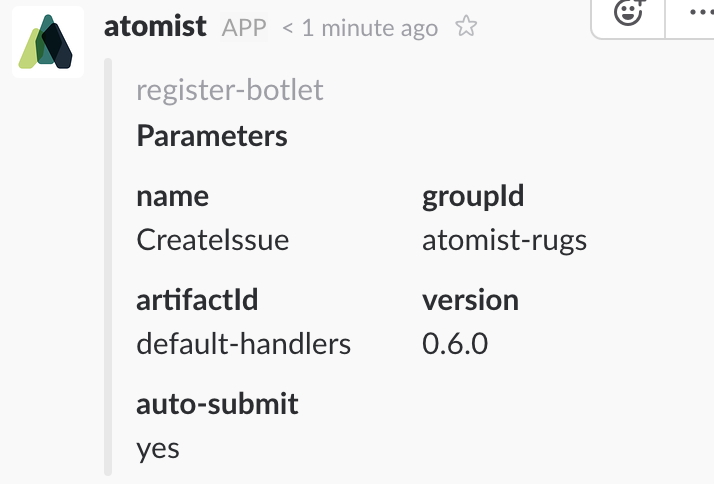 atomist APP < 1 minute ago
register-botlet
Parameters
name groupId
CreateIssue atomist-rugs
artifactId version
default-handlers 0.6.0
auto-submit
yes